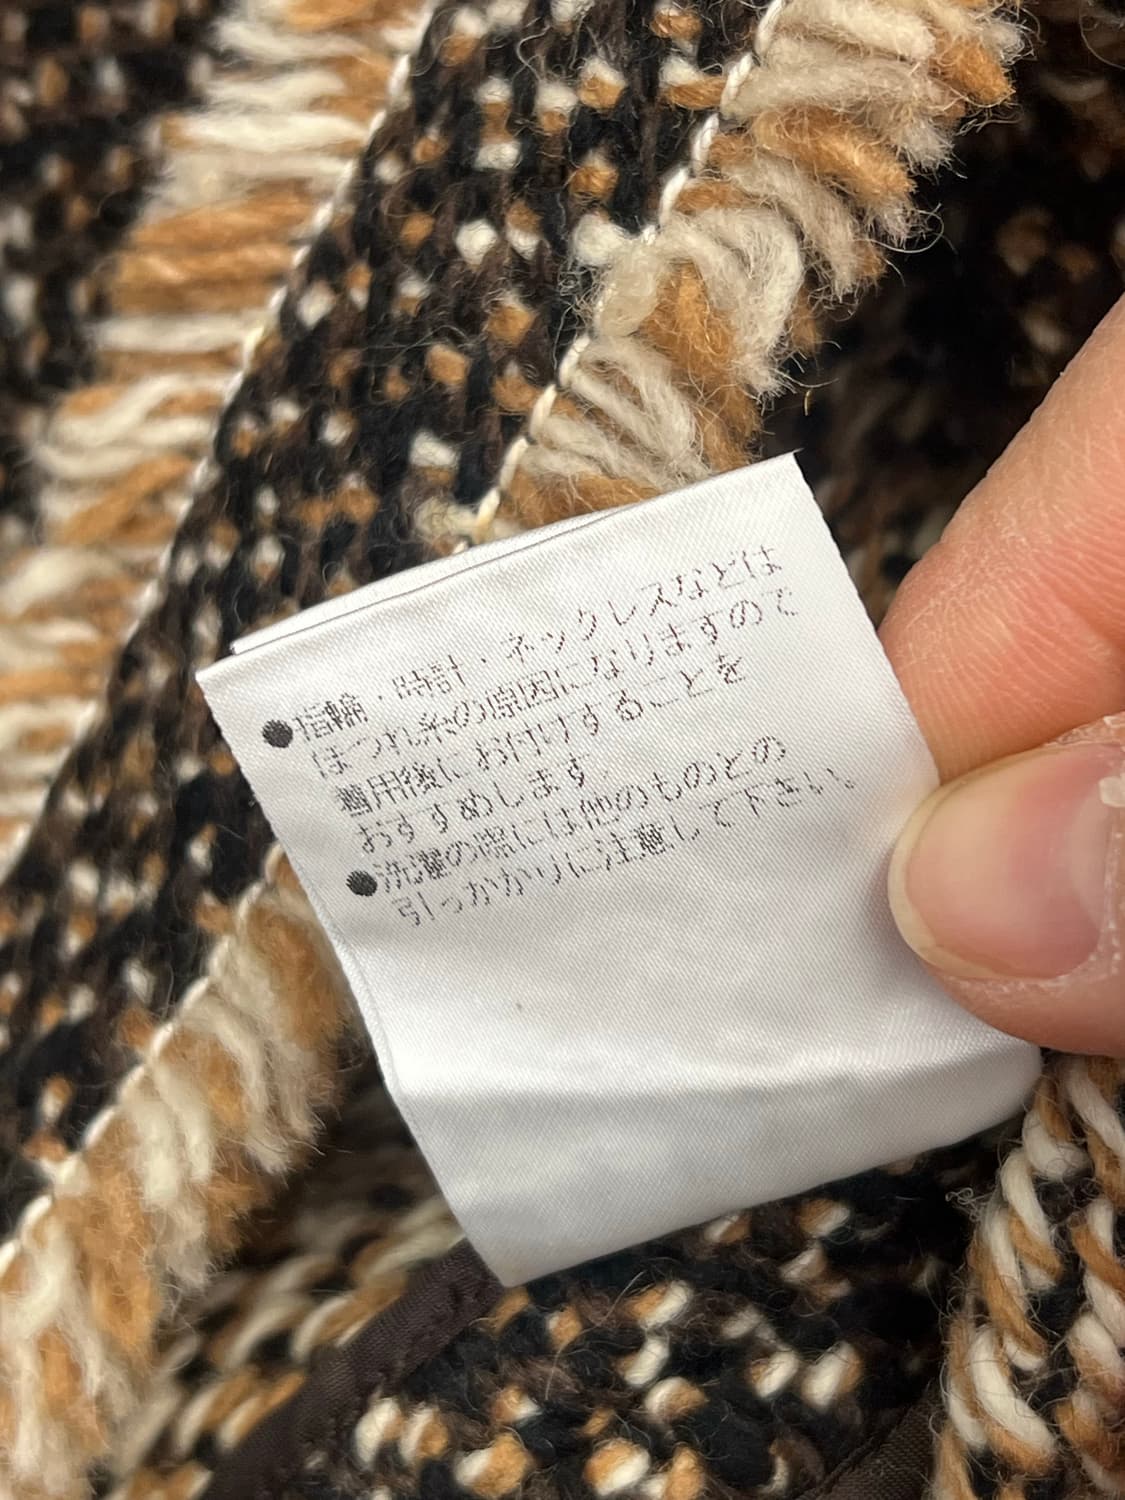 ●指輪・時計・ネックレスなどは
ほつれ糸の原因になりますので
着用後にお付けすることを
おすすめします。
●洗濯の際には他のものとの
引っかかりに注意して下さい。